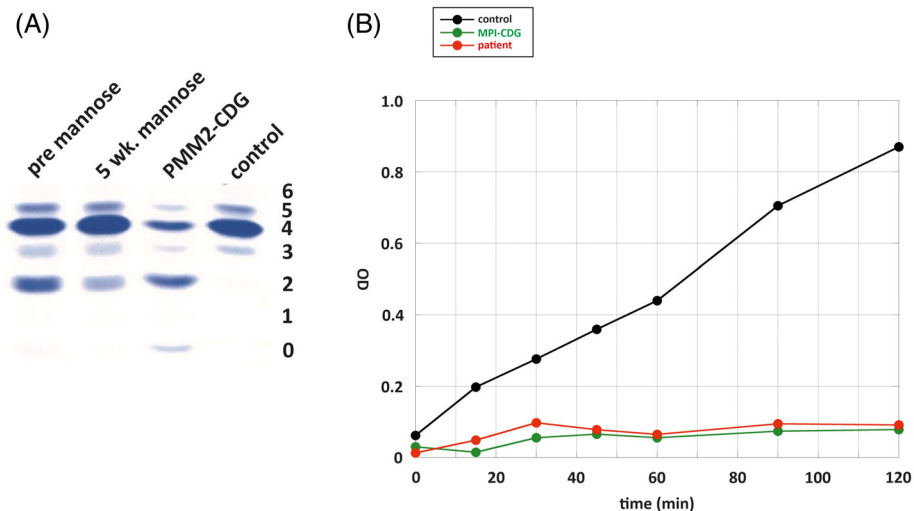 (A)
pre mannose
5 wk. mannose
PMM2-CDG
control
6
5
4
3
2
1
0
(B)
control
MPI-CDG
patient
1.0
0.8
0.6
0.4
0.2
0
OD
0
20
40
60
80
100
120
time (min)